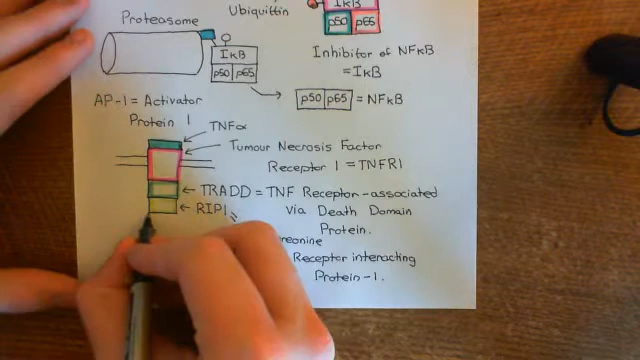 Proteasome
Ubiquitin
IκB
p50 p65
IκB
p50 p65
Inhibitor of NFκB
= IκB
p50 p65 = NFκB
AP-1 = Activator
Protein 1
TNFα
Tumour Necrosis Factor
Receptor 1 = TNFR1
TRADD = TNF Receptor-associated
via Death Domain
Protein.
RIP1
reonine
Receptor interacting
Protein-1.